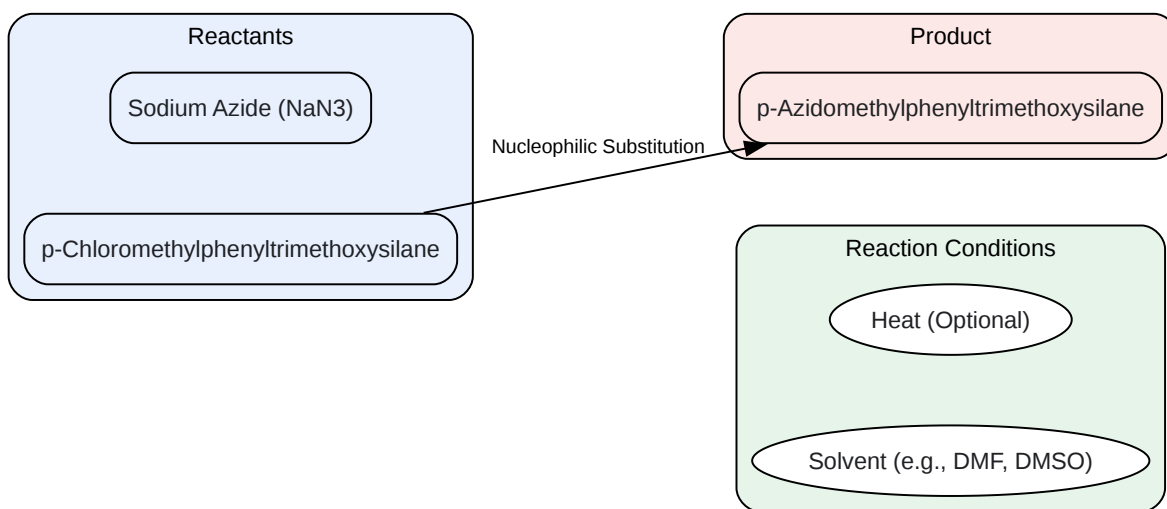 Reactants
Sodium Azide (NaN3)
p-Chloromethylphenyltrimethoxysilane
Nucleophilic Substitution
Product
p-Azidomethylphenyltrimethoxysilane
Reaction Conditions
Heat (Optional)
Solvent (e.g., DMF, DMSO)